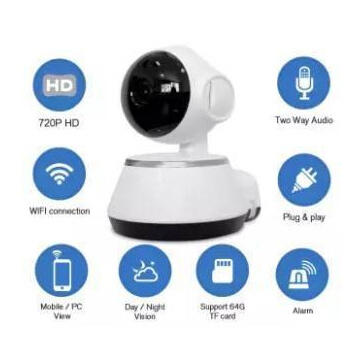 HD
720P HD
Two Way Audio
WIFI connection
Plug & play
Mobile / PC
View
Day / Night
Vision
Support 64G
TF card
Alarm